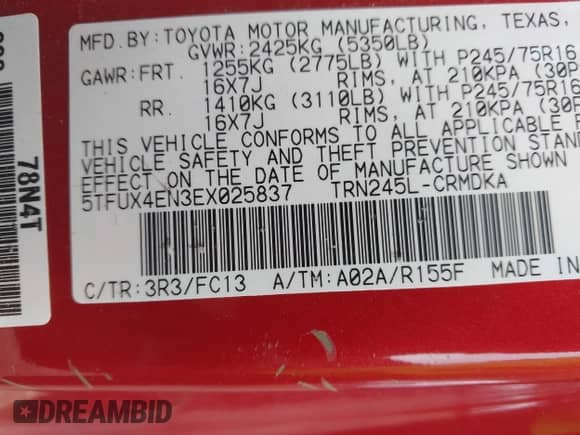 MFD. BY: TOYOTA MOTOR MANUFACTURING, TEXAS,
GVWR: 2425KG (5350LB)
GAWR: FRT. 1255KG (2775LB) WITH P245/75R16
16X7J RIMS, AT 210KPA (30P
RR. 1410KG (3110LB) WITH P245/75R16
16X7J RIMS, AT 210KPA (30P
THIS VEHICLE CONFORMS TO ALL APPLICABLE
VEHICLE SAFETY AND THEFT PREVENTION STAN
EFFECT ON THE DATE OF MANUFACTURE SHOWN
5TFUX4EN3EX025837 TRN245L-CRMDKA
C/TR: 3R3/FC13 A/TM: A02A/R155F MADE IN
78N4T
DREAMBID